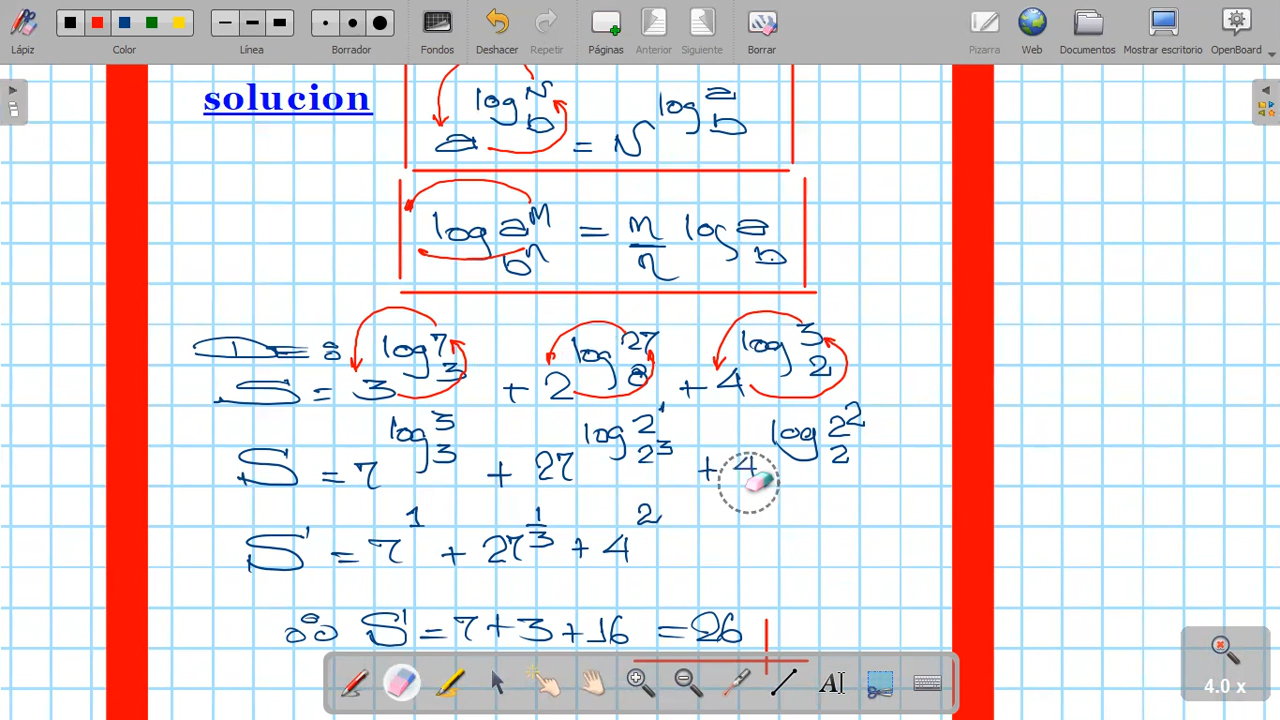 Lápiz Color Línea Borrador Fondos Deshacer Repetir Páginas Anterior Siguiente Borrar Pizarra Web Documentos Mostrar escritorio OpenBoard
solucion
a^(log_b N) = N^(log_b a)
log_(b^n) a^m = m/n log_b a
S = 3^(log_3 7) + 2^(log_8 27) + 4^(log_2 3)
S = 7^(log_3 3) + 27^(log_(2^3) 2^1) + 4^(log_2 2^2)
S = 7^1 + 27^(1/3) + 4^2
S = 7 + 3 + 16 = 26
4.0 x